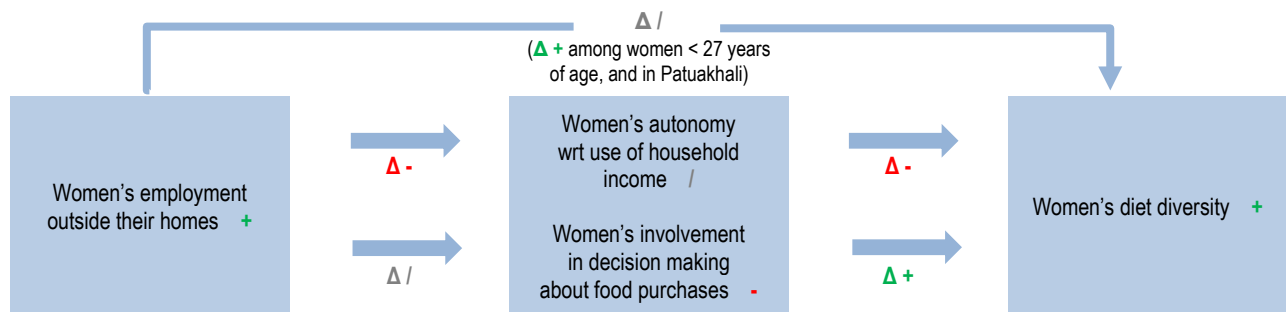 Δ /
(Δ + among women < 27 years
of age, and in Patuakhali)
Women’s employment
outside their homes +
Δ -
Δ /
Women’s autonomy
wrt use of household
income /
Women’s involvement
in decision making
about food purchases -
Δ -
Δ +
Women’s diet diversity +